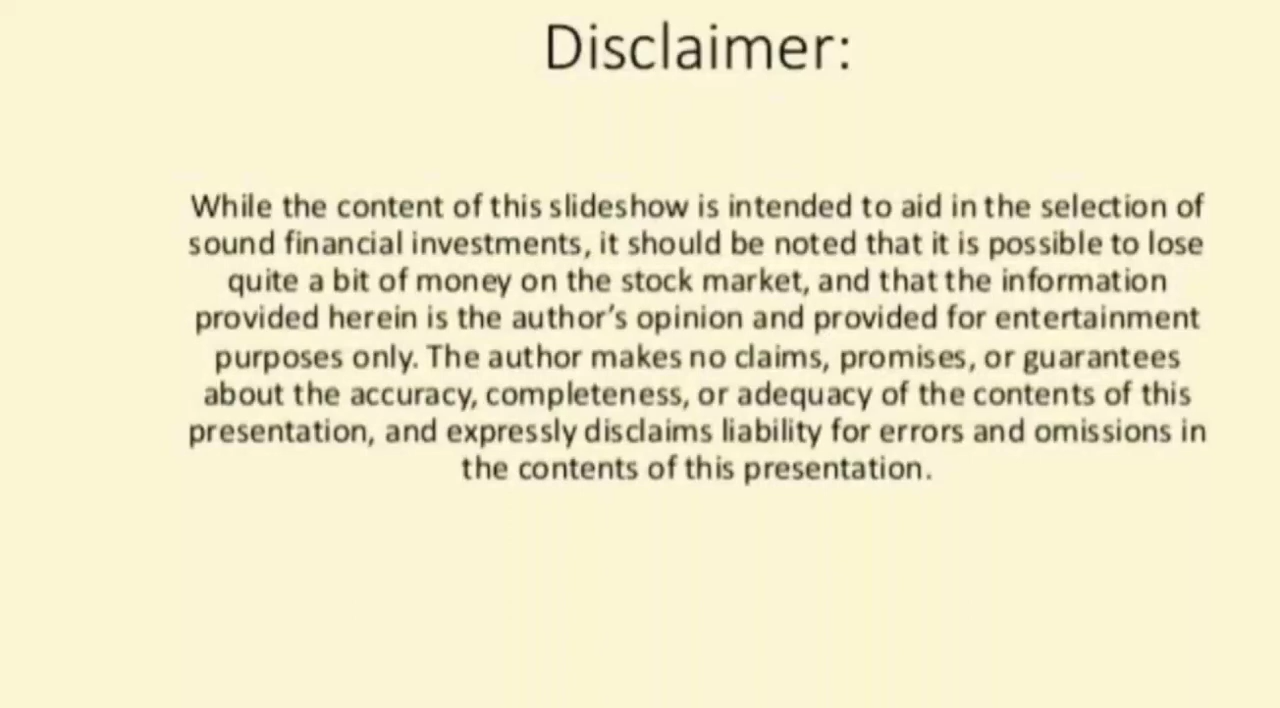 Disclaimer:
While the content of this slideshow is intended to aid in the selection of
sound financial investments, it should be noted that it is possible to lose
quite a bit of money on the stock market, and that the information
provided herein is the author’s opinion and provided for entertainment
purposes only. The author makes no claims, promises, or guarantees
about the accuracy, completeness, or adequacy of the contents of this
presentation, and expressly disclaims liability for errors and omissions in
the contents of this presentation.